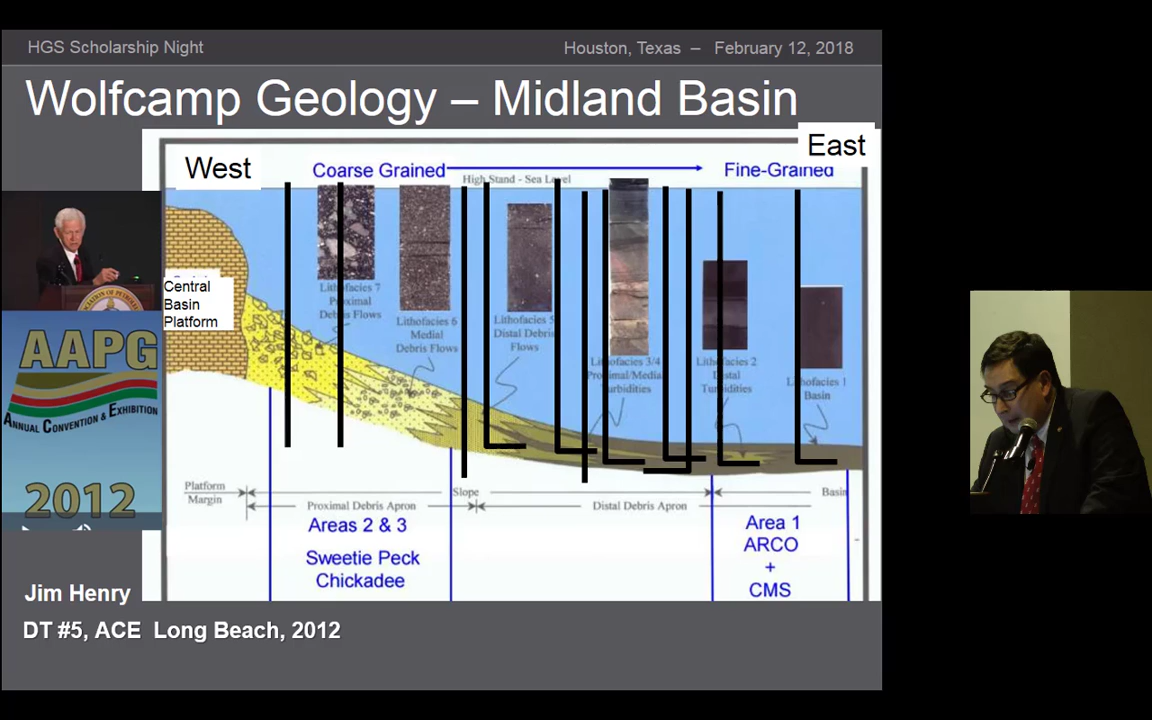 HGS Scholarship Night
Houston, Texas – February 12, 2018
Wolfcamp Geology – Midland Basin
West
East
Coarse Grained
Fine-Grained
High Stand - Sea Level
Central
Basin
Platform
Lithofacies 7
Proximal
Debris Flows
Lithofacies 6
Medial
Debris Flows
Lithofacies 5
Distal Debris
Flows
Lithofacies 3/4
Proximal/Medial
Turbidities
Lithofacies 2
Distal
Turbidities
Lithofacies 1
Basin
Platform
Margin
Slope
Basin
Proximal Debris Apron
Distal Debris Apron
Areas 2 & 3
Sweetie Peck
Chickadee
Area 1
ARCO
+
CMS
AAPG
ANNUAL CONVENTION & EXHIBITION
2012
Jim Henry
DT #5, ACE Long Beach, 2012